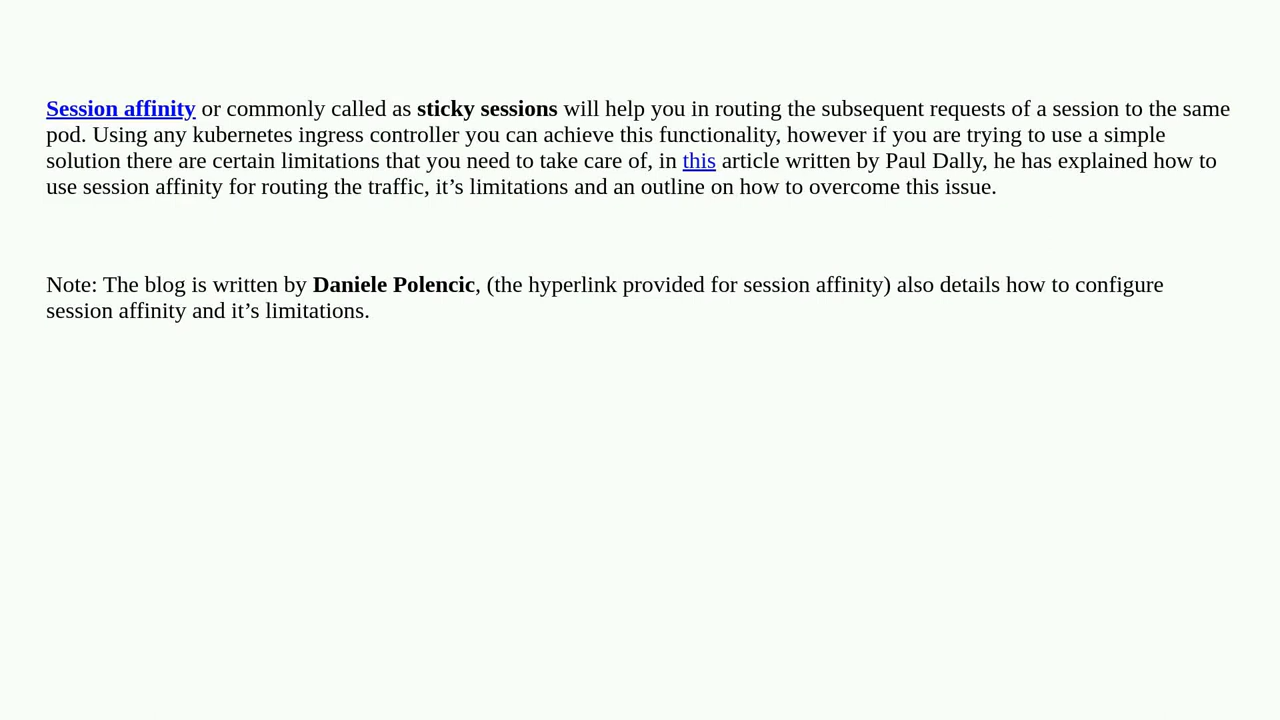 Session affinity or commonly called as sticky sessions will help you in routing the subsequent requests of a session to the same
pod. Using any kubernetes ingress controller you can achieve this functionality, however if you are trying to use a simple
solution there are certain limitations that you need to take care of, in this article written by Paul Dally, he has explained how to
use session affinity for routing the traffic, it’s limitations and an outline on how to overcome this issue.
Note: The blog is written by Daniele Polencic, (the hyperlink provided for session affinity) also details how to configure
session affinity and it’s limitations.